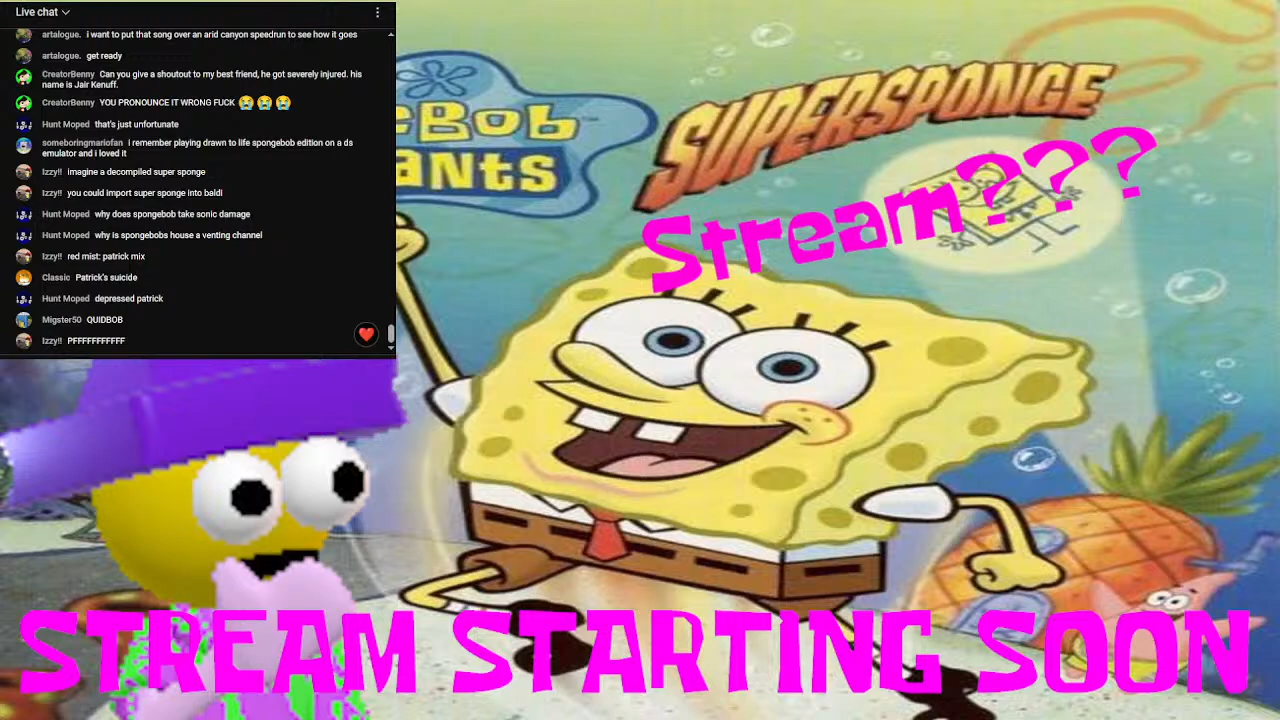 Live chat
artalogue. i want to put that song over an arid canyon speedrun to see how it goes
artalogue. get ready
CreatorBenny Can you give a shoutout to my best friend, he got severely injured. his
name is Jair Kenuff.
CreatorBenny YOU PRONOUNCE IT WRONG FUCK 😭😭😭
Hunt Moped that's just unfortunate
someboringmariofan i remember playing drawn to life spongebob edition on a ds
emulator and i loved it
Izzy!! imagine a decompiled super sponge
Izzy!! you could import super sponge into baldi
Hunt Moped why does spongebob take sonic damage
Hunt Moped why is spongebobs house a venting channel
Izzy!! red mist: patrick mix
Classic Patrick's suicide
Hunt Moped depressed patrick
Migster50 QUIDBOB
Izzy!! PFFFFFFFFFFF
eBoB
aNTS
SUPERSPONGE
Stream???
STREAM STARTING SOON